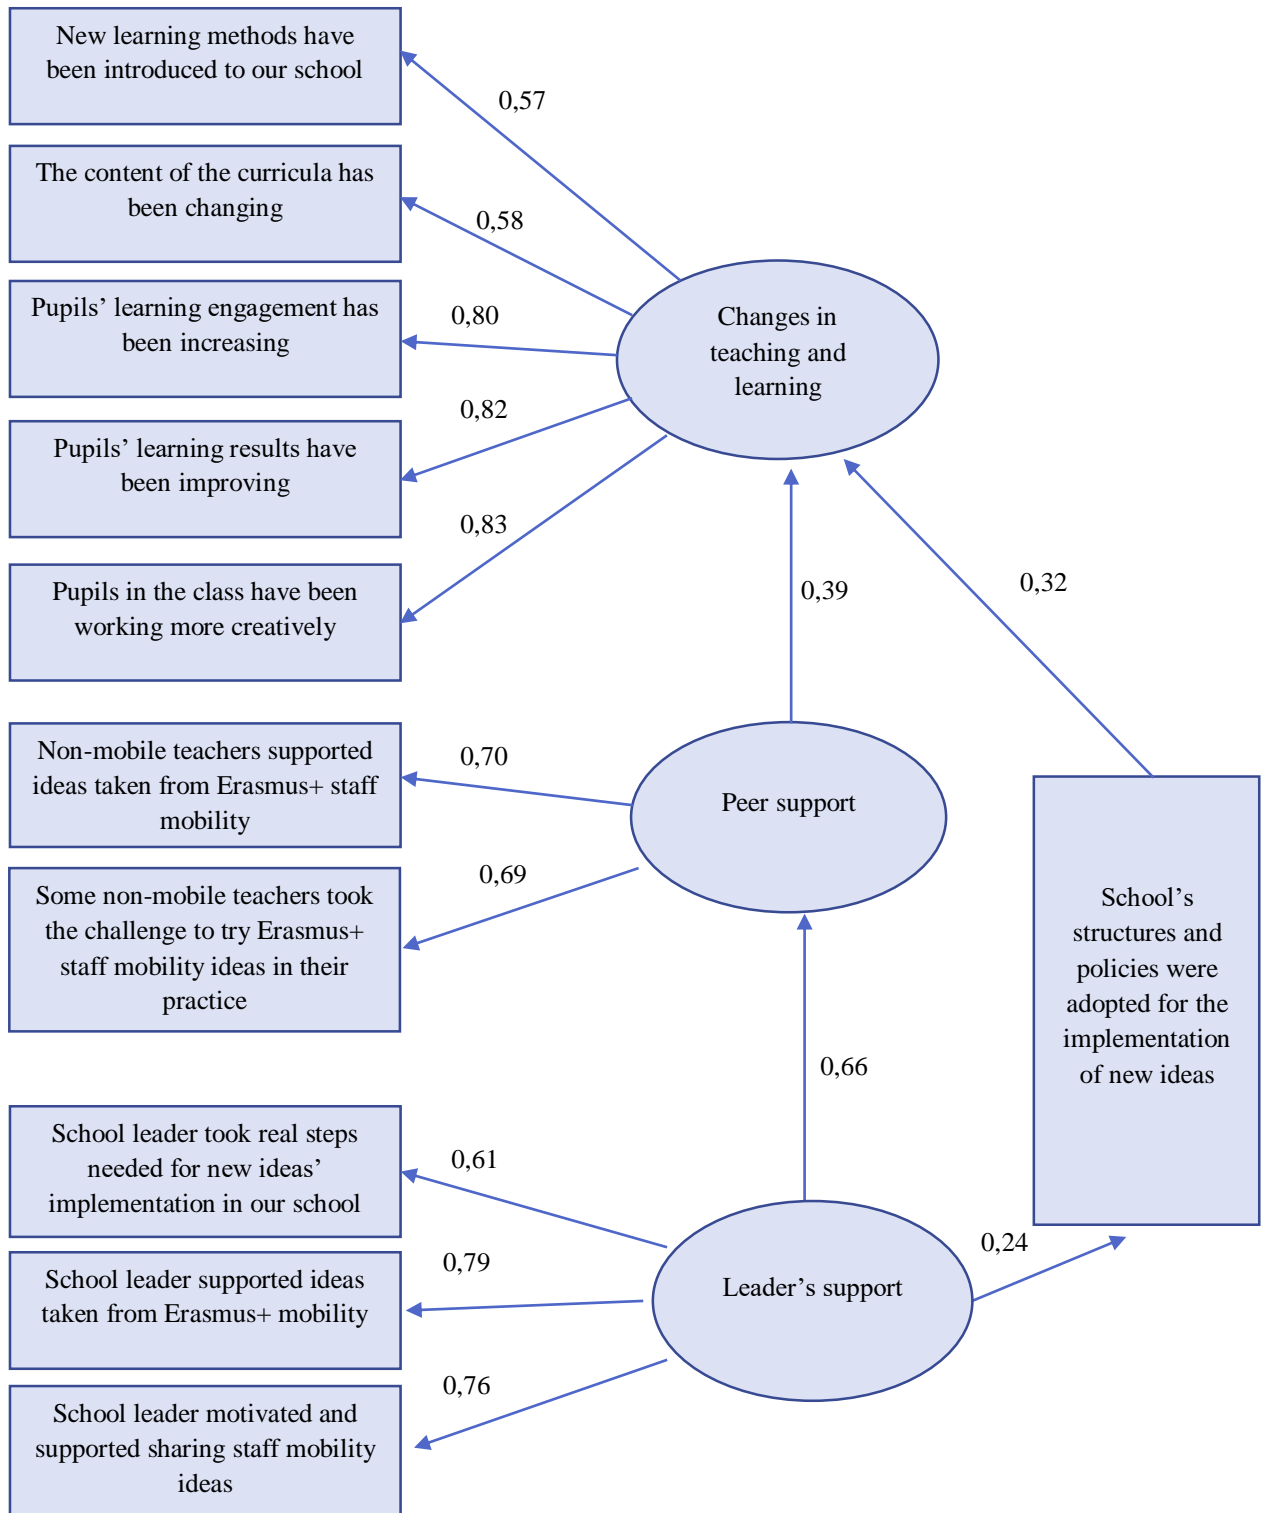 New learning methods have
been introduced to our school
0,57
The content of the curricula has
been changing
0,58
Pupils’ learning engagement has
been increasing
0,80
Changes in
teaching and
learning
Pupils’ learning results have
been improving
0,82
0,83
Pupils in the class have been
working more creatively
0,39
0,32
Non-mobile teachers supported
ideas taken from Erasmus+ staff
mobility
0,70
Peer support
Some non-mobile teachers took
the challenge to try Erasmus+
staff mobility ideas in their
practice
0,69
School’s
structures and
policies were
adopted for the
implementation
of new ideas
0,66
School leader took real steps
needed for new ideas’
implementation in our school
0,61
School leader supported ideas
taken from Erasmus+ mobility
0,79
Leader’s support
0,24
School leader motivated and
supported sharing staff mobility
ideas
0,76